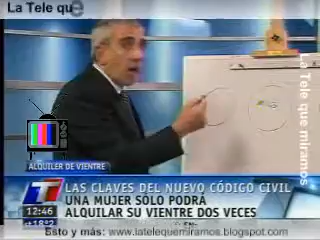 La Tele que
La Tele que miramos
ALQUILER DE VIENTRE
LAS CLAVES DEL NUEVO CÓDIGO CIVIL
UNA MUJER SÓLO PODRÁ
ALQUILAR SU VIENTRE DOS VECES
12:46
Esto y más: www.latelequemiramos.blogspot.com